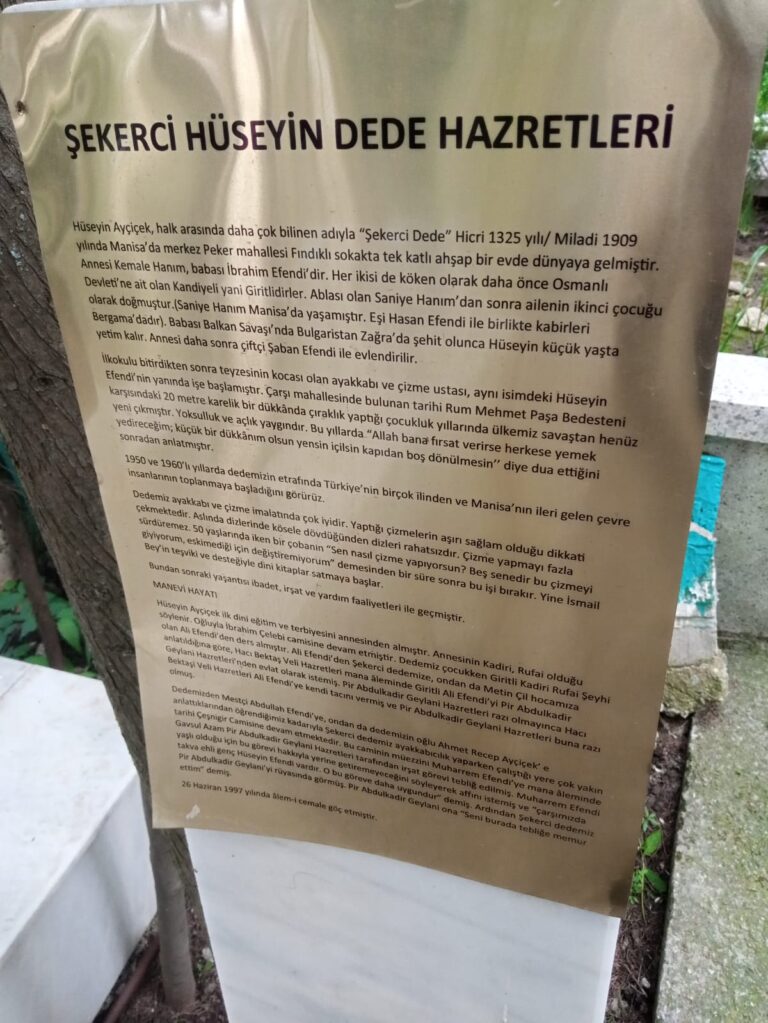 ŞEKERCİ HÜSEYİN DEDE HAZRETLERİ
Hüseyin Ayçiçek, halk arasında daha çok bilinen adıyla “Şekerci Dede” Hicri 1325 yılı/ Miladi 1909
yılında Manisa’da merkez Peker mahallesi Fındıklı sokakta tek katlı ahşap bir evde dünyaya gelmiştir.
Annesi Kemale Hanım, babası İbrahim Efendi’dir. Her ikisi de köken olarak daha önce Osmanlı
Devleti’ne ait olan Kandiyeli yani Giritlidirler. Ablası olan Saniye Hanım’dan sonra ailenin ikinci çocuğu
olarak doğmuştur.(Saniye Hanım Manisa’da yaşamıştır. Eşi Hasan Efendi ile birlikte kabirleri
Bergama’dadır). Babası Balkan Savaşı’nda Bulgaristan Zağra’da şehit olunca Hüseyin küçük yaşta
yetim kalır. Annesi daha sonra çiftçi Şaban Efendi ile evlendirilir.
İlkokulu bitirdikten sonra teyzesinin kocası olan ayakkabı ve çizme ustası, aynı isimdeki Hüseyin
Efendi’nin yanında işe başlamıştır. Çarşı mahallesinde bulunan tarihi Rum Mehmet Paşa Bedesteni
karşısındaki 20 metre karelik bir dükkânda çıraklık yaptığı çocukluk yıllarında ülkemiz savaştan henüz
yeni çıkmıştır. Yoksulluk ve açlık yaygındır. Bu yıllarda “Allah bana fırsat verirse herkese yemek
yedireceğim; küçük bir dükkânım olsun yensin içilsin kapıdan boş dönülmesin’’ diye dua ettiğini
sonradan anlatmıştır.
1950 ve 1960’lı yıllarda dedemizin etrafında Türkiye’nin birçok ilinden ve Manisa’nın ileri gelen çevre
insanlarının toplanmaya başladığını görürüz.
Dedemiz ayakkabı ve çizme imalatında çok iyidir. Yaptığı çizmelerin aşırı sağlam olduğu dikkati
çekmektedir. Aslında dizlerinde kösele dövdüğünden dizleri rahatsızdır. Çizme yapmayı fazla
sürdüremez. 50 yaşlarında iken bir çobanın “Sen nasıl çizme yapıyorsun? Beş senedir bu çizmeyi
giyiyorum, eskimediği için değiştiremiyorum” demesinden bir süre sonra bu işi bırakır. Yine İsmail
Bey’in teşviki ve desteğiyle dini kitaplar satmaya başlar.
Bundan sonraki yaşantısı ibadet, irşat ve yardım faaliyetleri ile geçmiştir.
MANEVİ HAYATI
Hüseyin Ayçiçek ilk dini eğitim ve terbiyesini annesinden almıştır. Annesinin Kadiri, Rufai olduğu
söylenir. Oğluyla İbrahim Çelebi camisine devam etmiştir. Dedemiz çocukken Giritli Kadiri Rufai Şeyhi
olan Ali Efendi’den ders almıştır. Ali Efendi’den Şekerci dedemize, ondan da Metin Çil hocamıza
anlatıldığına göre, Hacı Bektaş Veli Hazretleri mana âleminde Giritli Ali Efendi’yi Pir Abdulkadir
Geylani Hazretleri’nden evlat olarak istemiş. Pir Abdulkadir Geylani Hazretleri razı olmayınca Hacı
Bektaşi Veli Hazretleri Ali Efendi’ye kendi tacını vermiş ve Pir Abdulkadir Geylani Hazretleri buna razı
olmuş.
Dedemizden Mestçi Abdullah Efendi’ye, ondan da dedemizin oğlu Ahmet Recep Ayçiçek’ e
anlattıklarından öğrendiğimiz kadarıyla Şekerci dedemiz ayakkabıcılık yaparken çalıştığı yere çok yakın
tarihi Çeşnigir Camisine devam etmektedir. Bu caminin müezzini Muharrem Efendi’ye mana âleminde
Gavsul Azam Pir Abdulkadir Geylani Hazretleri tarafından irşat görevi tebliğ edilmiş. Muharrem Efendi
yaşlı olduğu için bu görevi hakkıyla yerine getiremeyeceğini söyleyerek affını istemiş ve “çarşımızda
takva ehli genç Hüseyin Efendi vardır. O bu göreve daha uygundur” demiş. Ardından Şekerci dedemiz
Pir Abdulkadir Geylani’yi rüyasında görmüş. Pir Abdulkadir Geylani ona “Seni burada tebliğe memur
ettim” demiş.
26 Haziran 1997 yılında âlem-i cemale göç etmiştir.